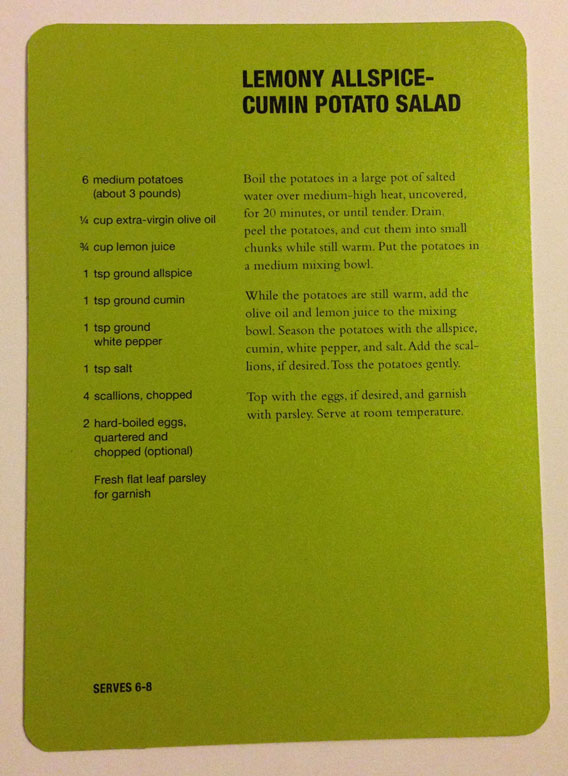 LEMONY ALLSPICE-
CUMIN POTATO SALAD
6 medium potatoes
(about 3 pounds)
¼ cup extra-virgin olive oil
¾ cup lemon juice
1 tsp ground allspice
1 tsp ground cumin
1 tsp ground
white pepper
1 tsp salt
4 scallions, chopped
2 hard-boiled eggs,
quartered and
chopped (optional)
Fresh flat leaf parsley
for garnish
Boil the potatoes in a large pot of salted
water over medium-high heat, uncovered,
for 20 minutes, or until tender. Drain,
peel the potatoes, and cut them into small
chunks while still warm. Put the potatoes in
a medium mixing bowl.
While the potatoes are still warm, add the
olive oil and lemon juice to the mixing
bowl. Season the potatoes with the allspice,
cumin, white pepper, and salt. Add the scal-
lions, if desired. Toss the potatoes gently.
Top with the eggs, if desired, and garnish
with parsley. Serve at room temperature.
SERVES 6-8